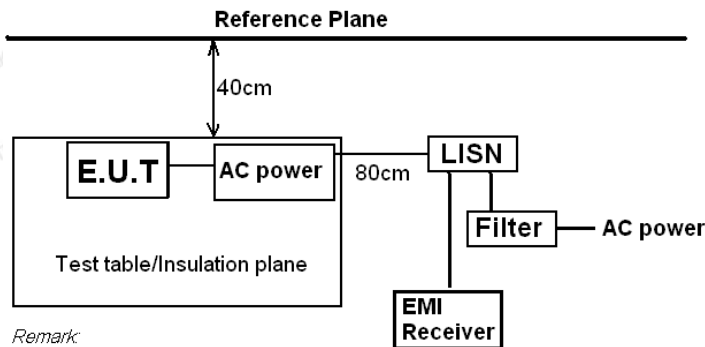 Reference Plane
40cm
E.U.T
AC power
80cm
LISN
Filter
AC power
Test table/Insulation plane
EMI
Receiver
Remark: